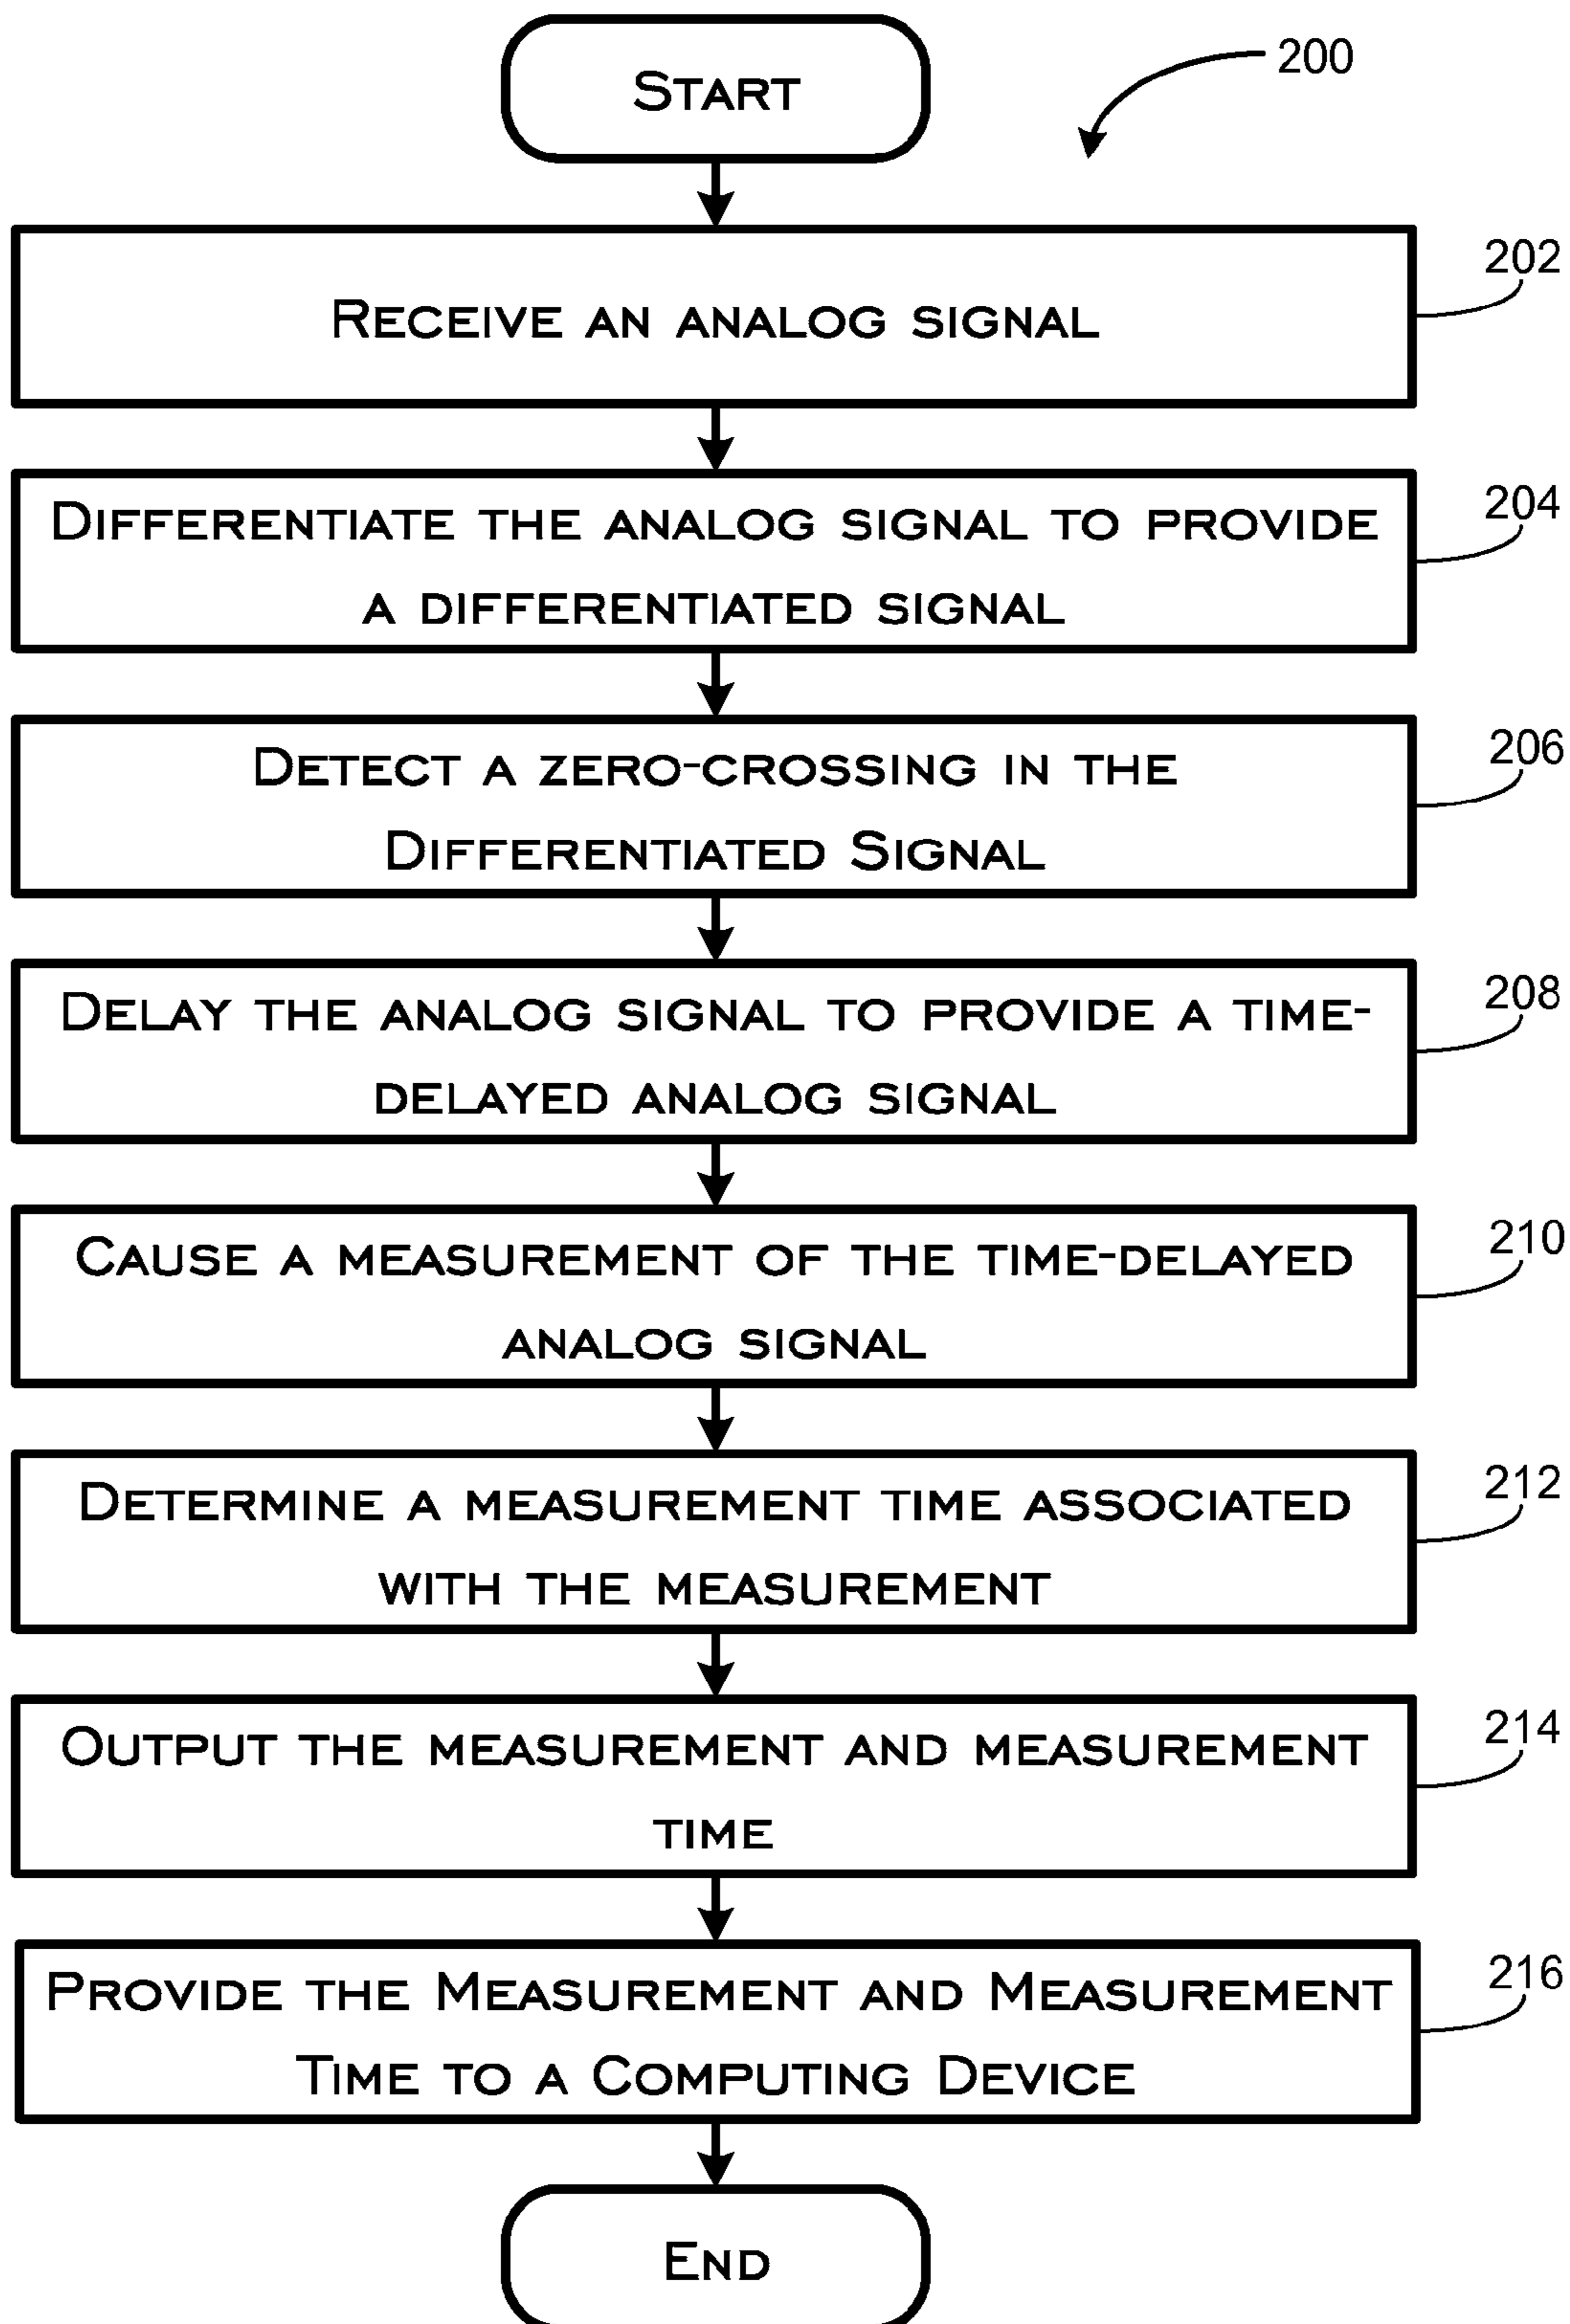 START
200
202
RECEIVE AN ANALOG SIGNAL
204
DIFFERENTIATE THE ANALOG SIGNAL TO PROVIDE
A DIFFERENTIATED SIGNAL
206
DETECT A ZERO-CROSSING IN THE
DIFFERENTIATED SIGNAL
208
DELAY THE ANALOG SIGNAL TO PROVIDE A TIME-
DELAYED ANALOG SIGNAL
210
CAUSE A MEASUREMENT OF THE TIME-DELAYED
ANALOG SIGNAL
212
DETERMINE A MEASUREMENT TIME ASSOCIATED
WITH THE MEASUREMENT
214
OUTPUT THE MEASUREMENT AND MEASUREMENT
TIME
216
PROVIDE THE MEASUREMENT AND MEASUREMENT
TIME TO A COMPUTING DEVICE
END